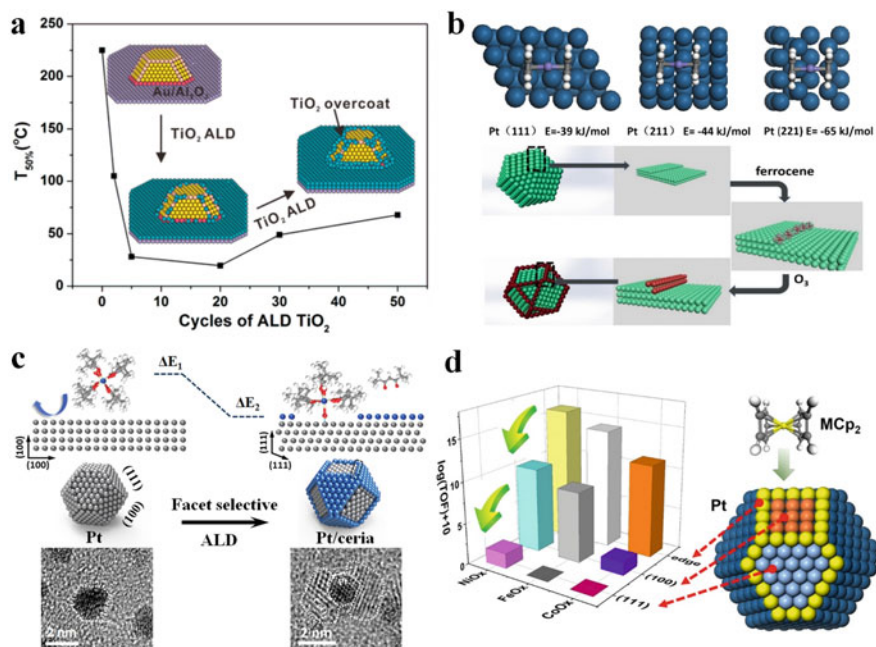 a
T50%(°C)
250
200
150
100
50
0
Au/Al2O3
TiO2 ALD
TiO2 overcoat
TiO2 ALD
0 10 20 30 40 50
Cycles of ALD TiO2
b
Pt (111) E=-39 kJ/mol Pt (211) E= -44 kJ/mol Pt (221) E= -65 kJ/mol
ferrocene
O3
c
ΔE1
ΔE2
(100)
(100)
(111)
(111)
(111)
(100)
Facet selective
ALD
Pt
Pt/ceria
2 nm
2 nm
d
log(TOF)+10
15
10
5
0
NiOx
FeOx
CoOx
edge
(100)
(111)
MCp2
Pt